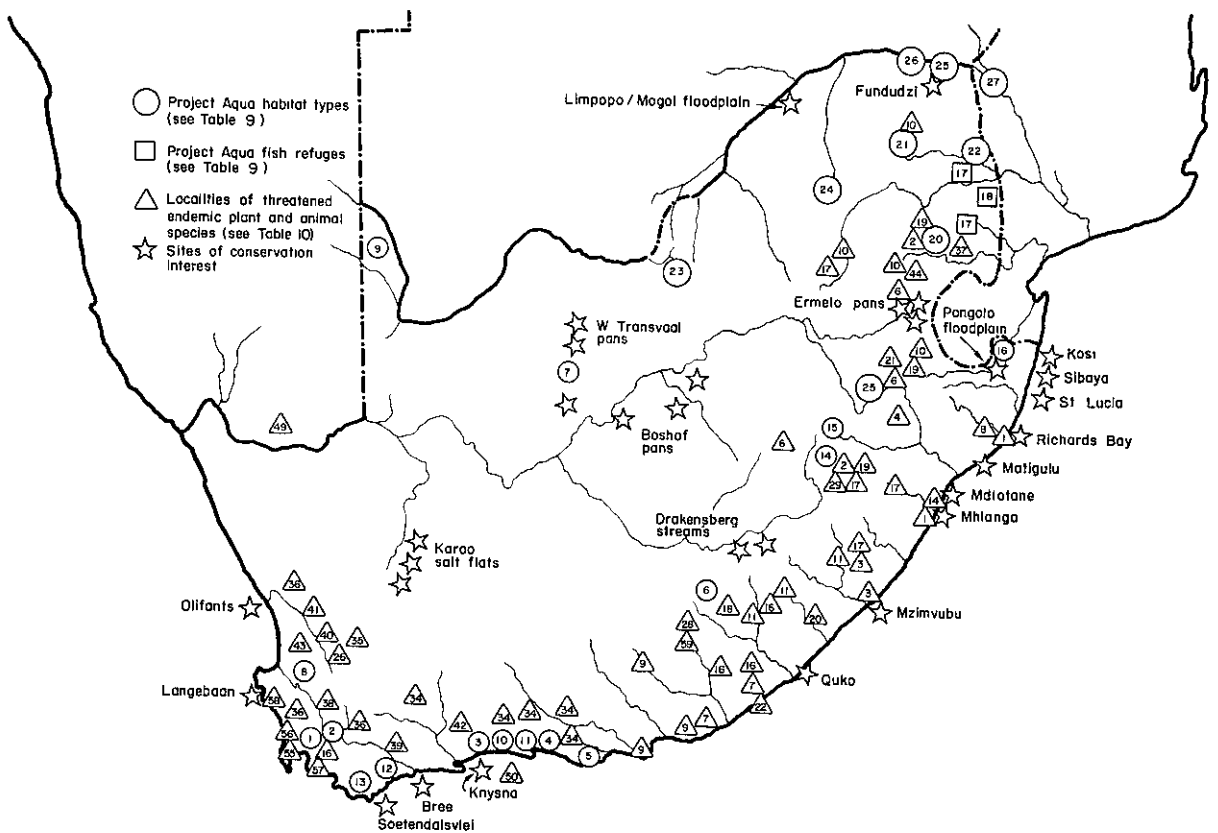 Project Aqua habitat types
(see Table 9 )
Project Aqua fish refuges
(see Table 9 )
Localities of threatened
endemic plant and animal
species (see Table 10)
Sites of conservation
interest
Limpopo/Mogol floodplain
Fundudzi
26
25
27
10
21
22
17
18
24
19
17
2
20
37
9
10
17
10
44
23
6
Ermelo pans
Pongolo
floodplain
W Transvaal
pans
16
Kosi
10
21
7
19
Sibaya
25
6
St Lucia
49
4
Boshof
pans
15
8
1
Richards Bay
6
14
2
19
Matigulu
29
17
17
14
Mdlotane
1
Mhlanga
Drakensberg
streams
17
Karoo
salt flats
11
3
36
6
11
3
Olifants
41
18
16
Mzimvubu
11
20
28
40
35
43
26
59
9
16
16
8
Quko
Langebaan
7
58
38
34
22
36
36
34
34
34
7
42
9
56
1
2
34
9
39
3
10
11
4
55
16
5
57
12
50
13
Knysna
Bree
Soetendalsvlei